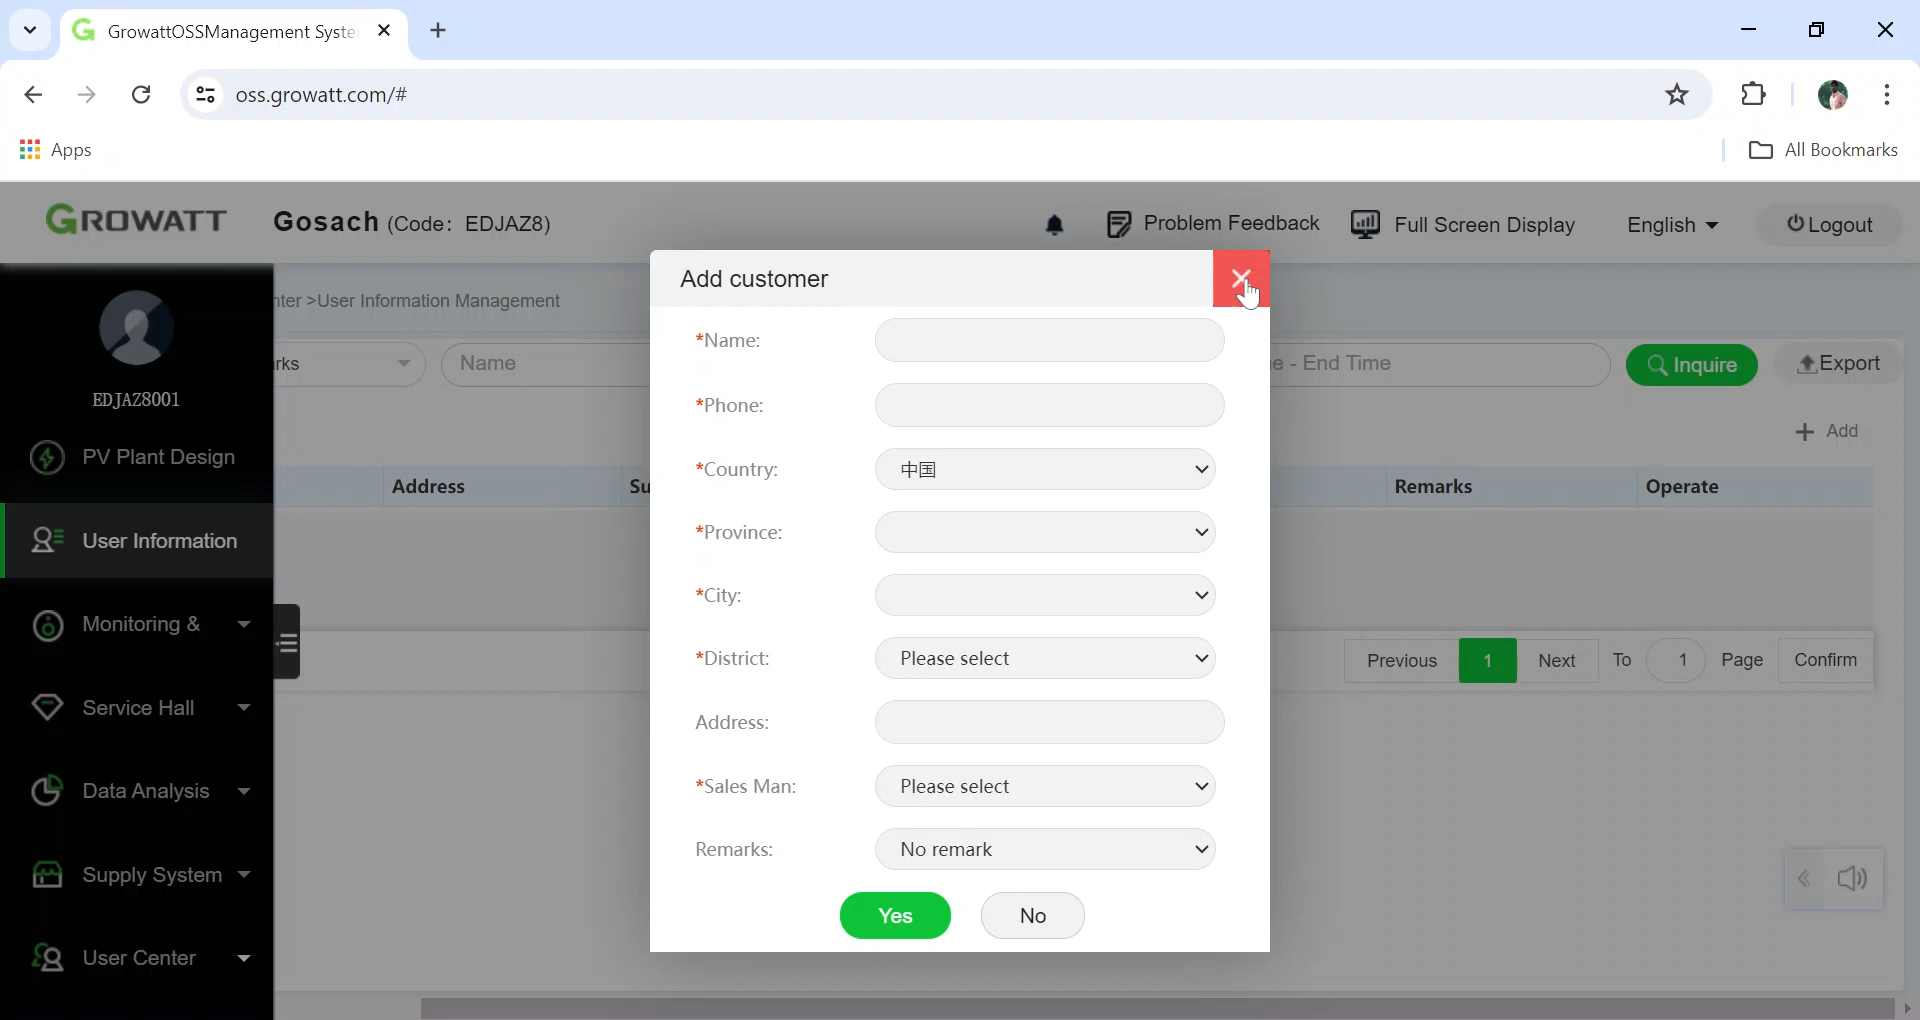 GrowattOSSManagement Syste
oss.growatt.com/#
Apps
All Bookmarks
GROWATT
Gosach (Code: EDJAZ8)
Problem Feedback
Full Screen Display
English
Logout
Add customer
nter >User Information Management
EDJAZ8001
rks
Name
e - End Time
Inquire
Export
Add
Address
Su
Remarks
Operate
*Name:
*Phone:
*Country:
中国
*Province:
*City:
*District:
Please select
Address:
*Sales Man:
Please select
Remarks:
No remark
Yes
No
PV Plant Design
User Information
Monitoring &
Service Hall
Data Analysis
Supply System
User Center
Previous
1
Next
To
1
Page
Confirm